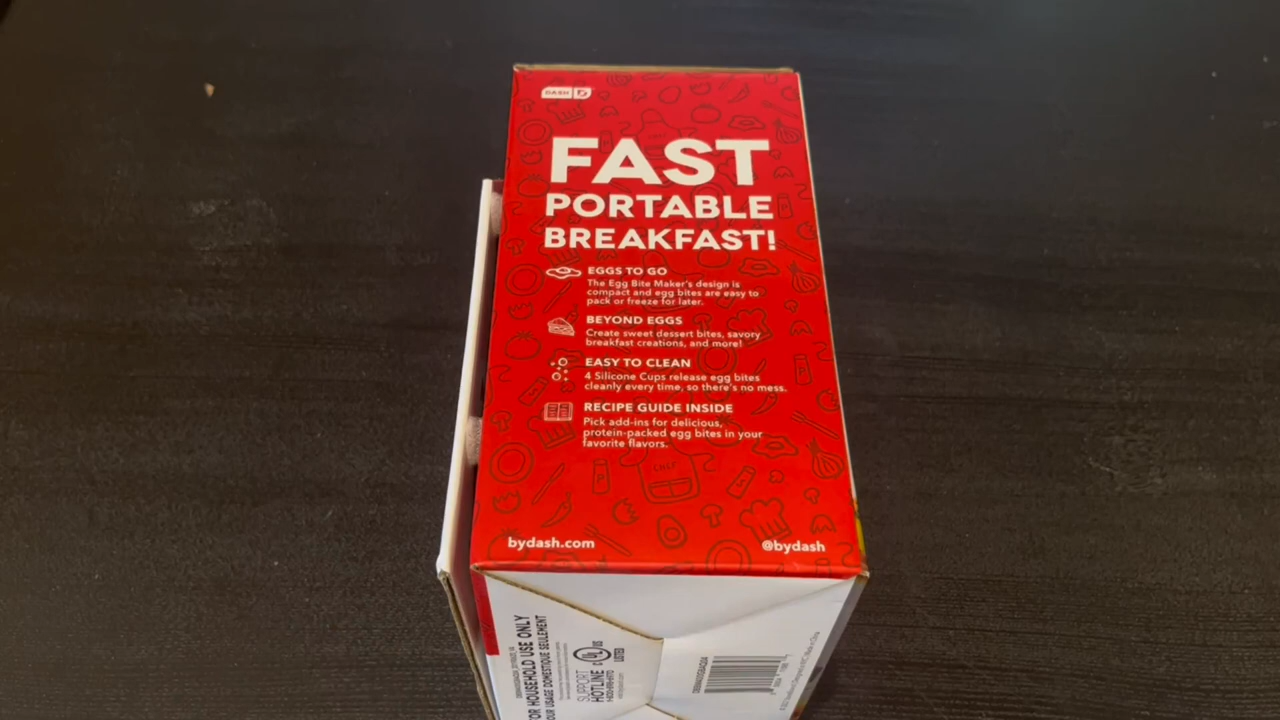 DASH
FAST
PORTABLE
BREAKFAST!
EGGS TO GO
The Egg Bite Maker's design is
compact and egg bites are easy to
pack or freeze for later.
BEYOND EGGS
Create sweet dessert bites, savory
breakfast creations, and more!
EASY TO CLEAN
4 Silicone Cups release egg bites
cleanly every time, so there's no mess.
RECIPE GUIDE INSIDE
Pick add-ins for delicious,
protein-packed egg bites in your
favorite flavors.
CHEF
bydash.com
@bydash
FOR HOUSEHOLD USE ONLY
POUR USAGE DOMESTIQUE SEULEMENT
SUPPORT
HOTLINE
C UL US
LISTED